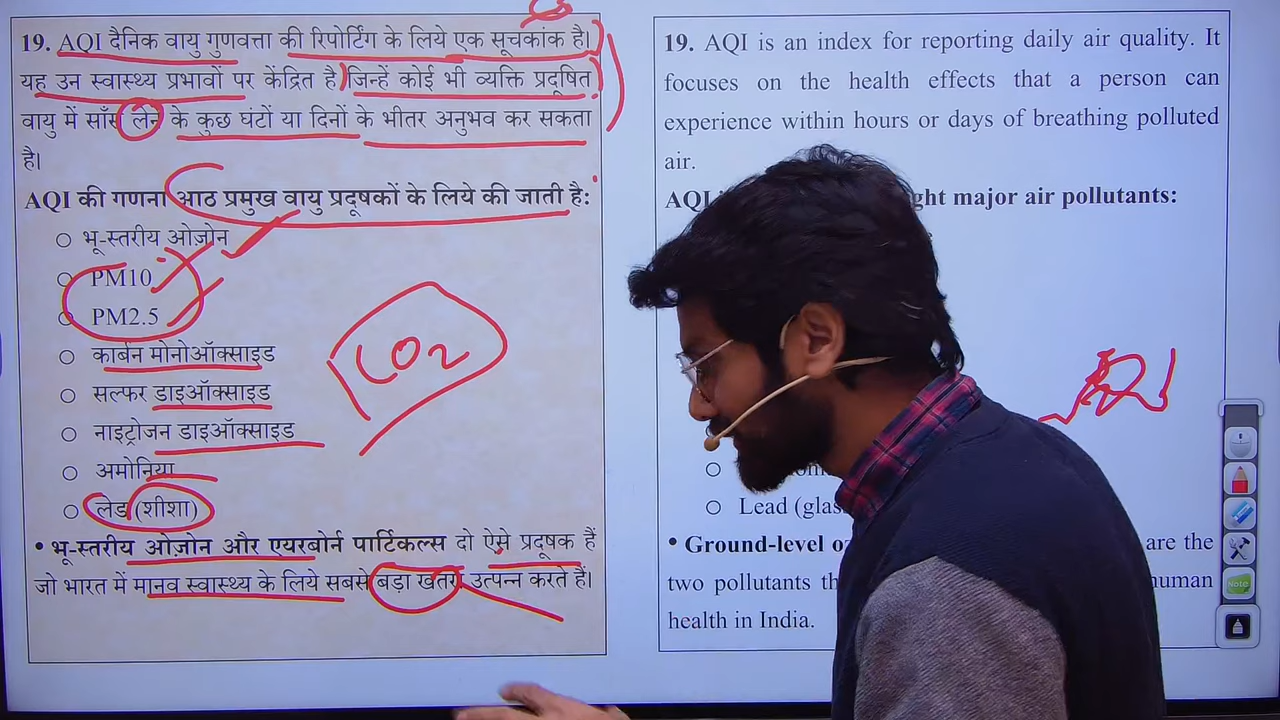 19. AQI दैनिक वायु गुणवत्ता की रिपोर्टिंग के लिये एक सूचकांक है।
यह उन स्वास्थ्य प्रभावों पर केंद्रित है जिन्हें कोई भी व्यक्ति प्रदूषित
वायु में साँस लेने के कुछ घंटों या दिनों के भीतर अनुभव कर सकता
है।
AQI की गणना आठ प्रमुख वायु प्रदूषकों के लिये की जाती है:
भू-स्तरीय ओज़ोन
PM10
PM2.5
कार्बन मोनोऑक्साइड
सल्फर डाइऑक्साइड
नाइट्रोजन डाइऑक्साइड
अमोनिया
लेड (शीशा)
• भू-स्तरीय ओज़ोन और एयरबोर्न पार्टिकल्स दो ऐसे प्रदूषक हैं
जो भारत में मानव स्वास्थ्य के लिये सबसे बड़ा खतरा उत्पन्न करते हैं।
CO2
19. AQI is an index for reporting daily air quality. It
focuses on the health effects that a person can
experience within hours or days of breathing polluted
air.
major air pollutants:
Lead
• Ground-level are the
two pollutants human
health in India.
Note